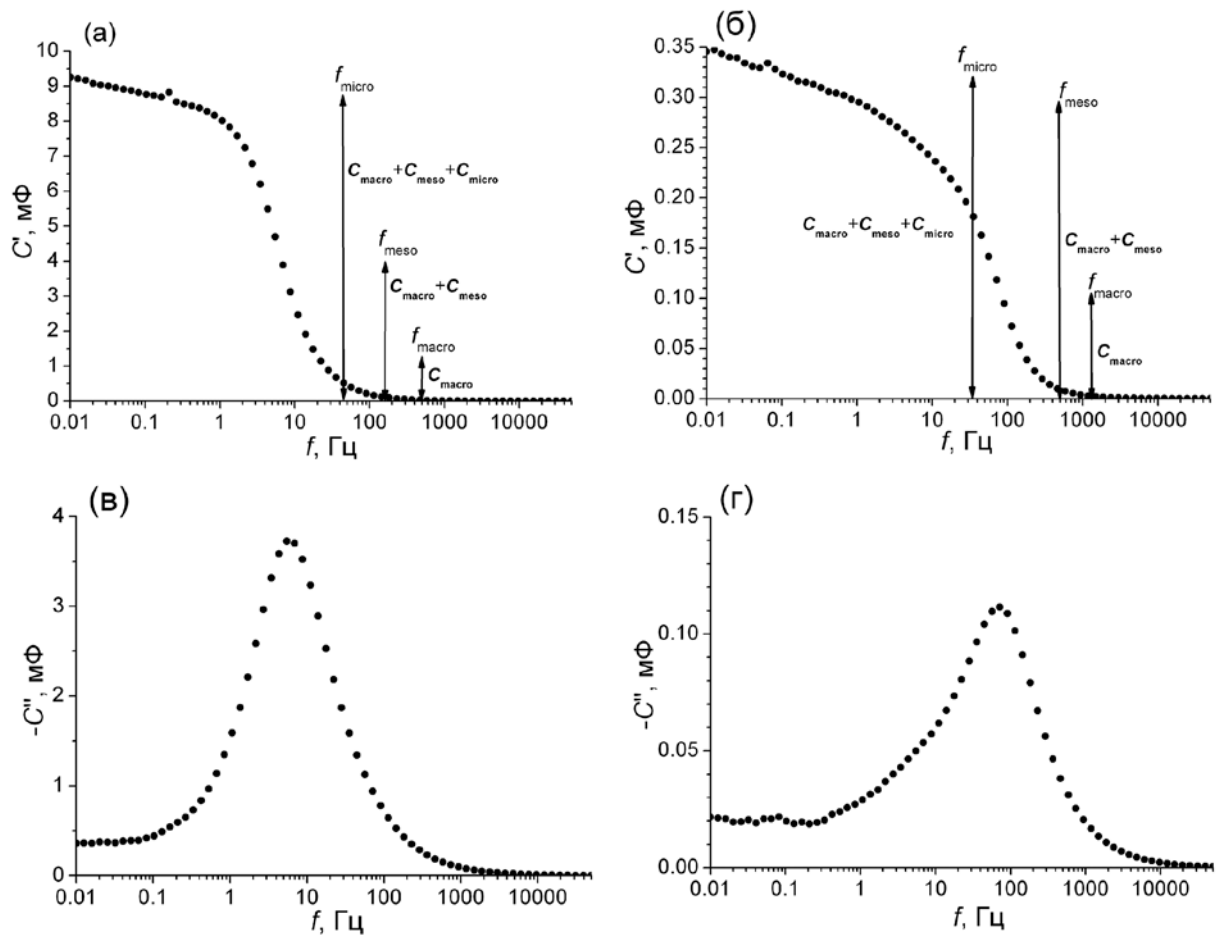 (а)
10
9
8
7
6
5
4
3
2
1
0
C', мФ
f_micro
C_macro+C_meso+C_micro
f_meso
C_macro+C_meso
f_macro
C_macro
0.01 0.1 1 10 100 1000 10000
f, Гц
(б)
0.35
0.30
0.25
0.20
0.15
0.10
0.05
0.00
C', мФ
f_micro
f_meso
C_macro+C_meso+C_micro
C_macro+C_meso
f_macro
C_macro
0.01 0.1 1 10 100 1000 10000
f, Гц
(в)
4
3
2
1
0
-C'', мФ
0.01 0.1 1 10 100 1000 10000
f, Гц
(г)
0.15
0.10
0.05
0.00
-C'', мФ
0.01 0.1 1 10 100 1000 10000
f, Гц